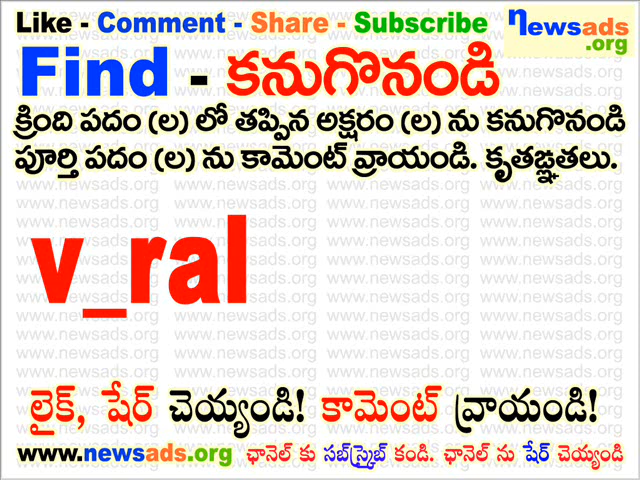 Like - Comment - Share - Subscribe
newsads
.org
Find - కనుగొనండి
క్రింది పదం (ల) లో తప్పిన అక్షరం (ల) ను కనుగొనండి
పూర్తి పదం (ల) ను కామెంట్ వ్రాయండి. కృతజ్ఞతలు.
v_ral
లైక్, షేర్ చెయ్యండి! కామెంట్ వ్రాయండి!
www.newsads.org ఛానెల్ కు సబ్‌స్క్రైబ్ కండి. ఛానెల్ ను షేర్ చెయ్యండి